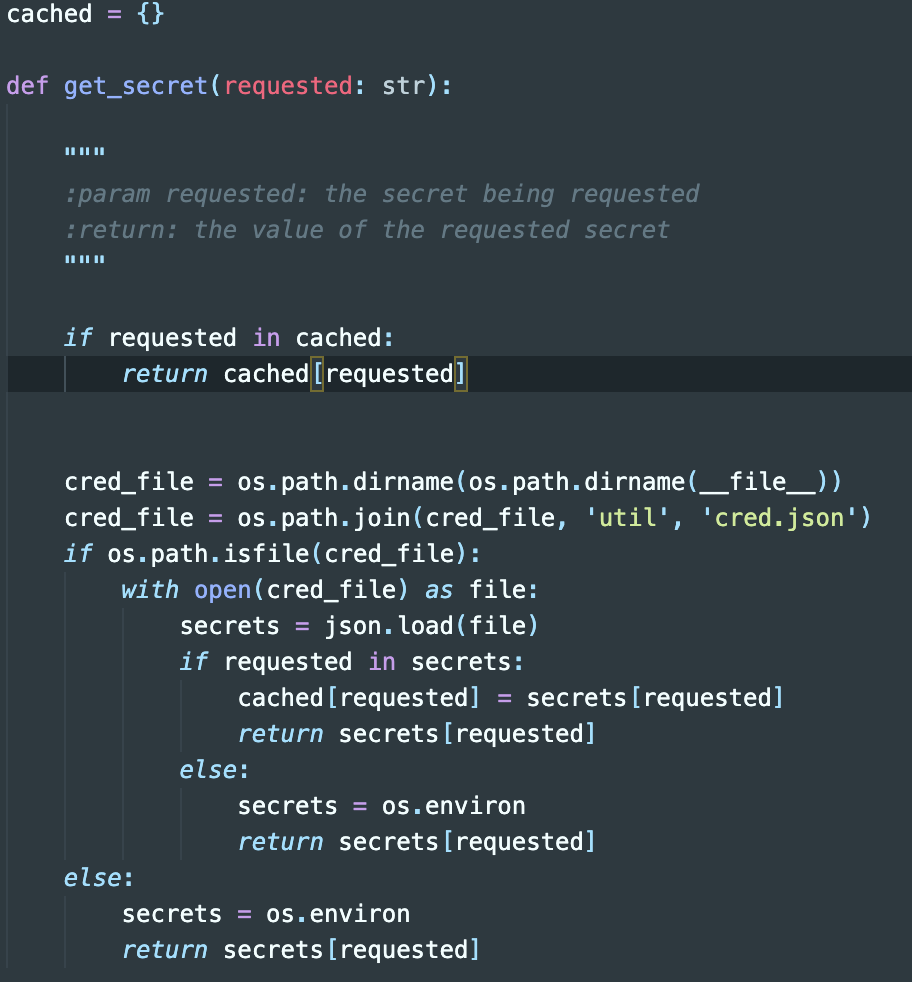 cached = {}
def get_secret(requested: str):
"""
:param requested: the secret being requested
:return: the value of the requested secret
"""
if requested in cached:
return cached[requested]
cred_file = os.path.dirname(os.path.dirname(__file__))
cred_file = os.path.join(cred_file, 'util', 'cred.json')
if os.path.isfile(cred_file):
with open(cred_file) as file:
secrets = json.load(file)
if requested in secrets:
cached[requested] = secrets[requested]
return secrets[requested]
else:
secrets = os.environ
return secrets[requested]
else:
secrets = os.environ
return secrets[requested]